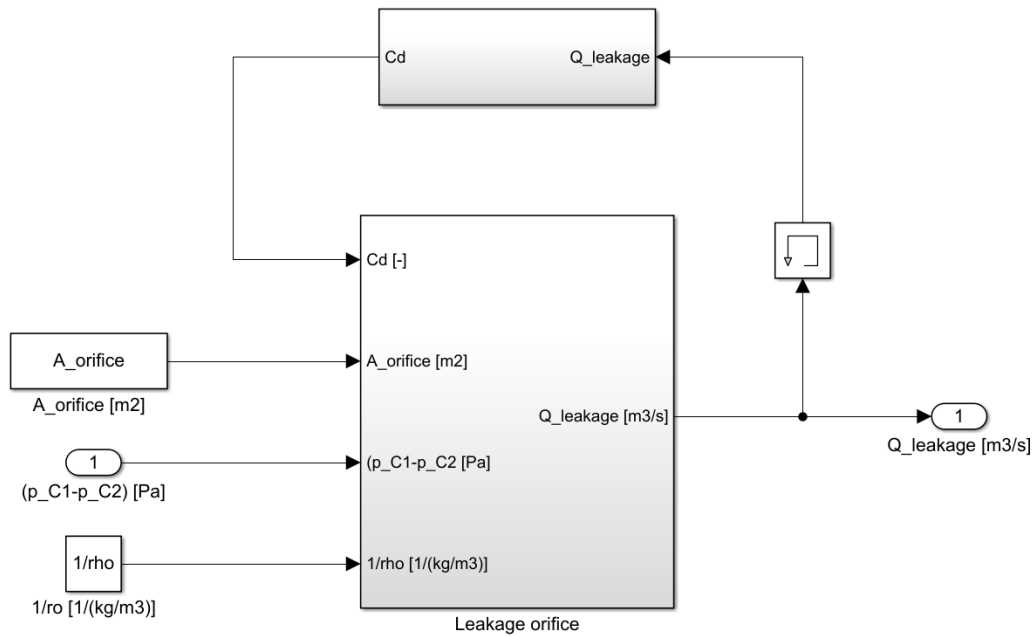 Cd
Q_leakage
Cd [-]
A_orifice
A_orifice [m2]
A_orifice [m2]
Q_leakage [m3/s]
1
Q_leakage [m3/s]
1
(p_C1-p_C2) [Pa]
(p_C1-p_C2 [Pa]
1/rho
1/ro [1/(kg/m3)]
1/rho [1/(kg/m3)]
Leakage orifice